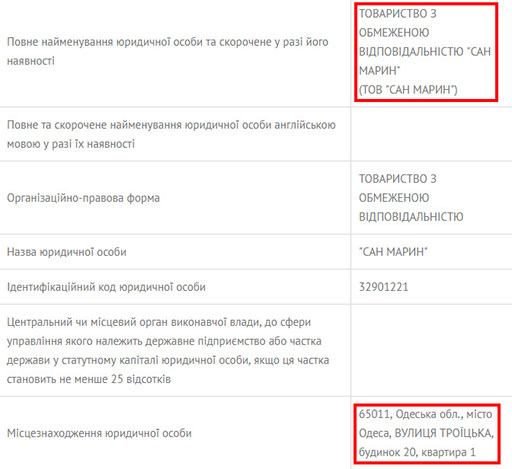 Повне найменування юридичної особи та скорочене у разі його
наявності
ТОВАРИСТВО З
ОБМЕЖЕНОЮ
ВІДПОВІДАЛЬНІСТЮ "САН
МАРИН"
(ТОВ "САН МАРИН")
Повне та скорочене найменування юридичної особи англійською
мовою у разі їх наявності
Організаційно-правова форма
ТОВАРИСТВО З
ОБМЕЖЕНОЮ
ВІДПОВІДАЛЬНІСТЮ
Назва юридичної особи
"САН МАРИН"
Ідентифікаційний код юридичної особи
32901221
Центральний чи місцевий орган виконавчої влади, до сфери
управління якого належить державне підприємство або частка
держави у статутному капіталі юридичної особи, якщо ця частка
становить не менше 25 відсотків
Місцезнаходження юридичної особи
65011, Одеська обл., місто
Одеса, ВУЛИЦЯ ТРОЇЦЬКА,
будинок 20, квартира 1